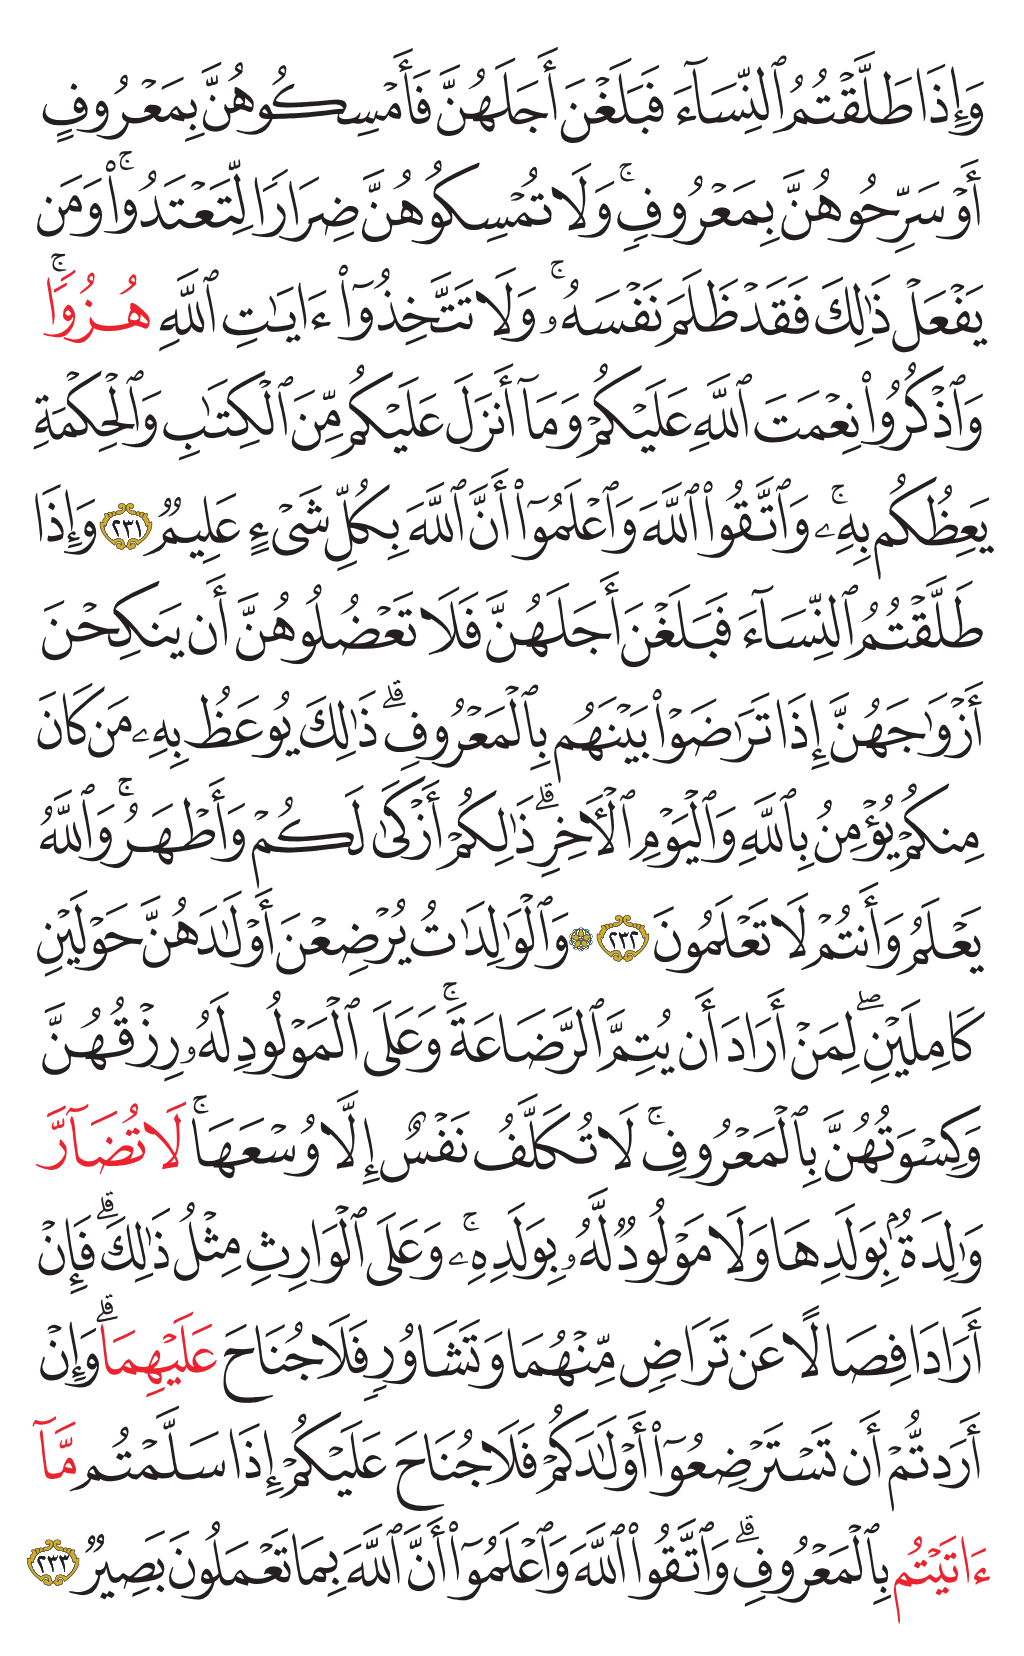 وَإِذَا طَلَّقۡتُمُ ٱلنِّسَآءَ فَبَلَغۡنَ أَجَلَهُنَّ فَأَمۡسِكُوهُنَّ بِمَعۡرُوفٍ
أَوۡ سَرِّحُوهُنَّ بِمَعۡرُوفٖۚ وَلَا تُمۡسِكُوهُنَّ ضِرَارٗا لِّتَعۡتَدُواْۚ وَمَن
يَفۡعَلۡ ذَٰلِكَ فَقَدۡ ظَلَمَ نَفۡسَهُۥۚ وَلَا تَتَّخِذُوٓاْ ءَايَٰتِ ٱللَّهِ هُزُوٗاۚ
وَٱذۡكُرُواْ نِعۡمَتَ ٱللَّهِ عَلَيۡكُمۡ وَمَآ أَنزَلَ عَلَيۡكُم مِّنَ ٱلۡكِتَٰبِ وَٱلۡحِكۡمَةِ
يَعِظُكُم بِهِۦۚ وَٱتَّقُواْ ٱللَّهَ وَٱعۡلَمُوٓاْ أَنَّ ٱللَّهَ بِكُلِّ شَيۡءٍ عَلِيمٞ ٢٣١ وَإِذَا
طَلَّقۡتُمُ ٱلنِّسَآءَ فَبَلَغۡنَ أَجَلَهُنَّ فَلَا تَعۡضُلُوهُنَّ أَن يَنكِحۡنَ
أَزۡوَٰجَهُنَّ إِذَا تَرَٰضَوۡاْ بَيۡنَهُم بِٱلۡمَعۡرُوفِۗ ذَٰلِكَ يُوعَظُ بِهِۦ مَن كَانَ
مِنكُمۡ يُؤۡمِنُ بِٱللَّهِ وَٱلۡيَوۡمِ ٱلۡأٓخِرِۗ ذَٰلِكُمۡ أَزۡكَىٰ لَكُمۡ وَأَطۡهَرُۚ وَٱللَّهُ
يَعۡلَمُ وَأَنتُمۡ لَا تَعۡلَمُونَ ٢٣٢ ۞ وَٱلۡوَٰلِدَٰتُ يُرۡضِعۡنَ أَوۡلَٰدَهُنَّ حَوۡلَيۡنِ
كَامِلَيۡنِۖ لِمَنۡ أَرَادَ أَن يُتِمَّ ٱلرَّضَاعَةَۚ وَعَلَى ٱلۡمَوۡلُودِ لَهُۥ رِزۡقُهُنَّ
وَكِسۡوَتُهُنَّ بِٱلۡمَعۡرُوفِۚ لَا تُكَلَّفُ نَفۡسٌ إِلَّا وُسۡعَهَاۚ لَا تُضَآرَّ
وَٰلِدَةُۢ بِوَلَدِهَا وَلَا مَوۡلُودٞ لَّهُۥ بِوَلَدِهِۦۚ وَعَلَى ٱلۡوَارِثِ مِثۡلُ ذَٰلِكَۗ فَإِنۡ
أَرَادَا فِصَالًا عَن تَرَاضٖ مِّنۡهُمَا وَتَشَاوُرٖ فَلَا جُنَاحَ عَلَيۡهِمَاۗ وَإِنۡ
أَرَدتُّمۡ أَن تَسۡتَرۡضِعُوٓاْ أَوۡلَٰدَكُمۡ فَلَا جُنَاحَ عَلَيۡكُمۡ إِذَا سَلَّمۡتُم مَّآ
ءَاتَيۡتُم بِٱلۡمَعۡرُوفِۗ وَٱتَّقُواْ ٱللَّهَ وَٱعۡلَمُوٓاْ أَنَّ ٱللَّهَ بِمَا تَعۡمَلُونَ بَصِيرٞ ٢٣٣